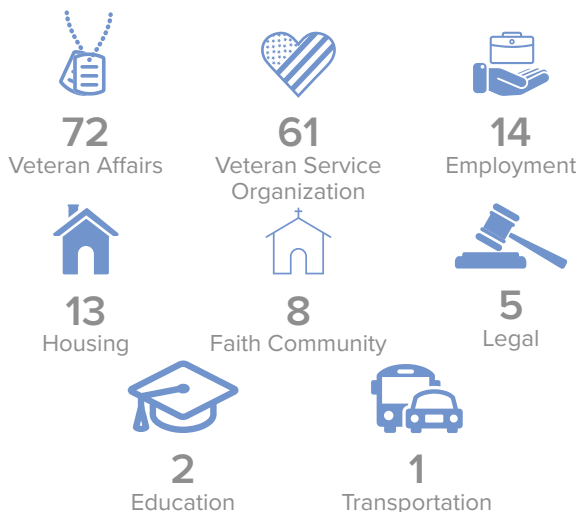 72
Veteran Affairs
61
Veteran Service
Organization
14
Employment
13
Housing
8
Faith Community
5
Legal
2
Education
1
Transportation